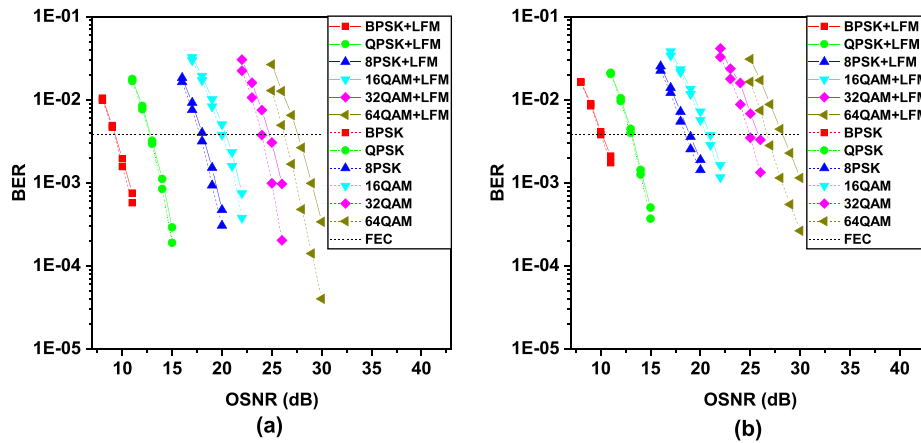 1E-01
1E-02
1E-03
1E-04
1E-05
BER
10 15 20 25 30 35 40
OSNR (dB)
(a)
BPSK+LFM
QPSK+LFM
8PSK+LFM
16QAM+LFM
32QAM+LFM
64QAM+LFM
BPSK
QPSK
8PSK
16QAM
32QAM
64QAM
FEC
1E-01
1E-02
1E-03
1E-04
1E-05
BER
10 15 20 25 30 35 40
OSNR (dB)
(b)
BPSK+LFM
QPSK+LFM
8PSK+LFM
16QAM+LFM
32QAM+LFM
64QAM+LFM
BPSK
QPSK
8PSK
16QAM
32QAM
64QAM
FEC